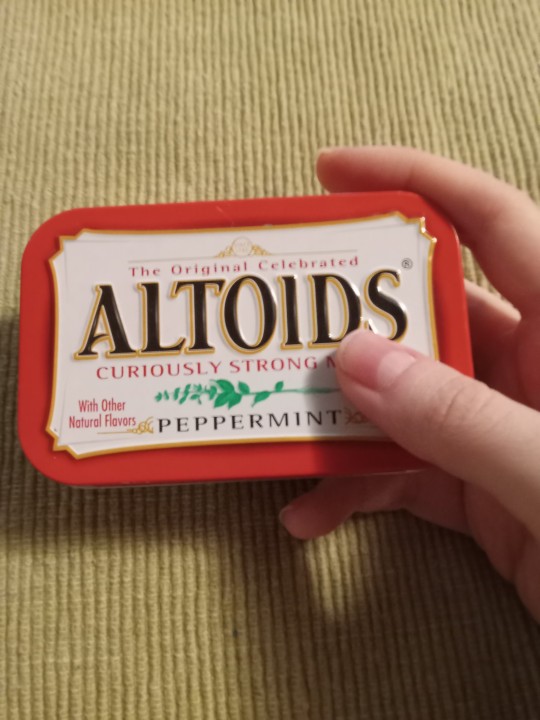 The Original Celebrated
ALTOIDS®
CURIOUSLY STRONG
With Other
Natural Flavors
PEPPERMINT